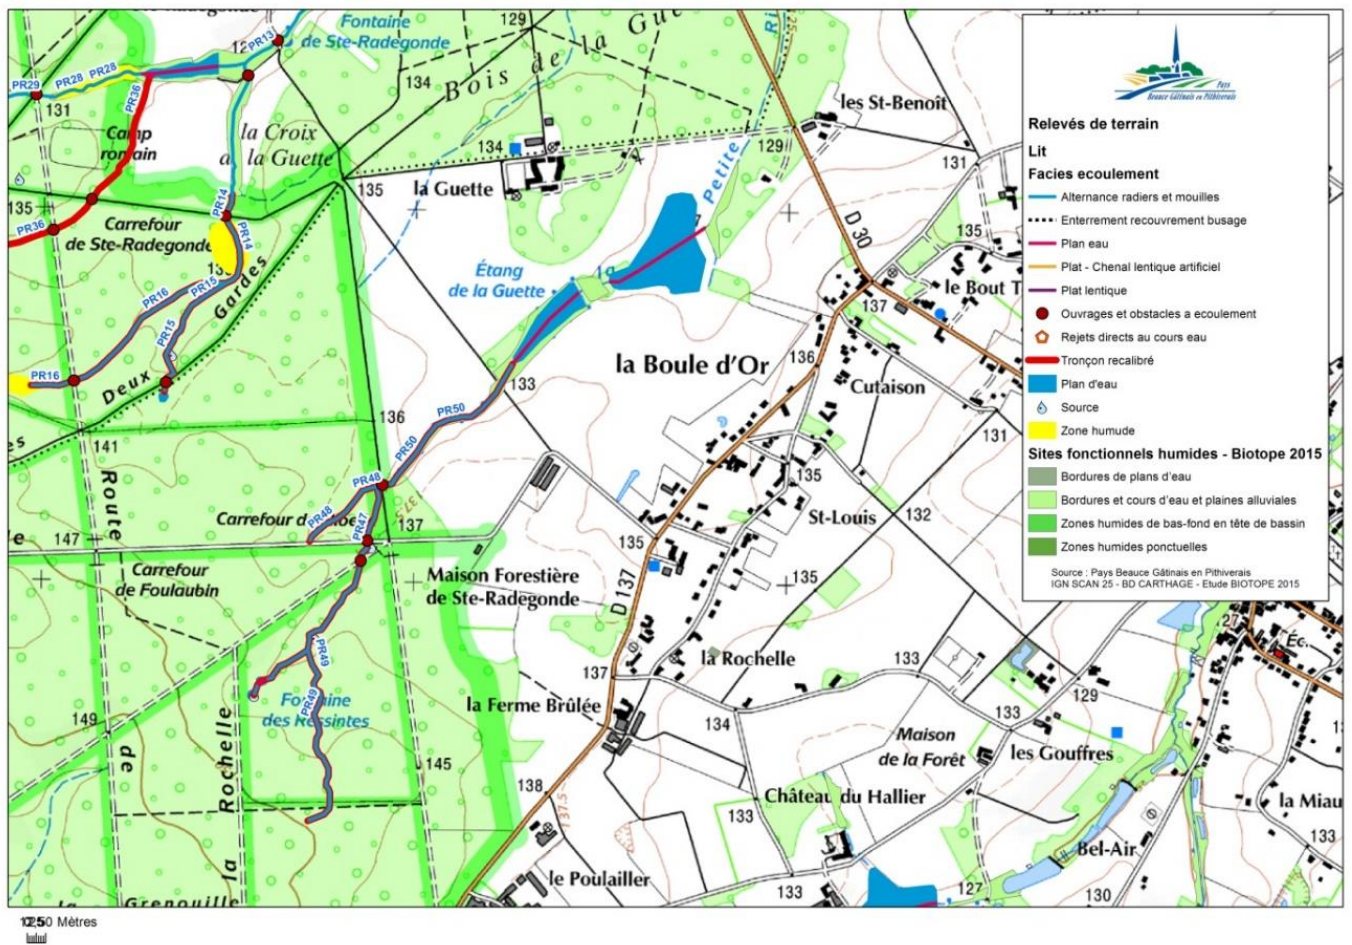 Fontaine
de Ste-Radegonde
129
PR13
PR29
PR28
PR28
131
PR36
134
Bois de la
les St-Benoît
Camp
romain
la Croix
a la Guette
134
129
131
Petite
la Guette
135
135
PR36
PR14
PR14
Carrefour
de Ste-Radegonde
D 30
135
Étang
de la Guette
le Bout T
137
PR16
PR15
PR15
Gardes
Deux
PR16
136
la Boule d'Or
Cutaison
133
131
136
PR50
PR50
141
Route
135
PR48
PR48
PR47
137
St-Louis
132
147
135
Carrefour
de Foulaubin
Maison Forestière
de Ste-Radegonde
D 137
135
la Rochelle
133
137
PR49
PR49
Fontaine
des Ressintes
la Ferme Brûlée
134
129
133
149
de
Rochelle
la
145
Maison
de la Forêt
les Gouffres
138
137.5
Château du Hallier
133
la Miau
133
Bel-Air
le Poulailler
133
127
130
Grenouille
Éc.
Mètres
Pays
Beauce Gâtinais en Pithiverais
Relevés de terrain
Lit
Facies ecoulement
Alternance radiers et mouilles
Enterrement recouvrement busage
Plan eau
Plat - Chenal lentique artificiel
Plat lentique
Ouvrages et obstacles a ecoulement
Rejets directs au cours eau
Tronçon recalibré
Plan d'eau
Source
Zone humude
Sites fonctionnels humides - Biotope 2015
Bordures de plans d'eau
Bordures et cours d'eau et plaines alluviales
Zones humides de bas-fond en tête de bassin
Zones humides ponctuelles
Source : Pays Beauce Gâtinais en Pithiverais
IGN SCAN 25 - BD CARTHAGE - Etude BIOTOPE 2015